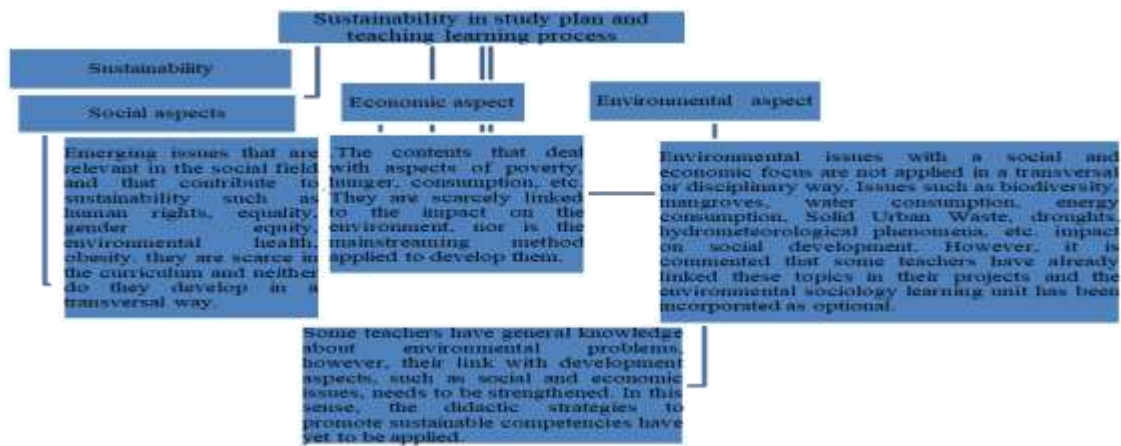 Sustainability in study plan and
teaching learning process
Sustainability
Social aspects
Economic aspect
Environmental aspect
Emerging issues that are
relevant in the social field
and that contribute to
sustainability such as
human rights, equality,
gender equity,
environmental health,
obesity, they are scarce in
the curriculum and neither
do they develop in a
transversal way.
The contents that deal
with aspects of poverty,
hunger, consumption, etc.
They are scarcely linked
to the impact on the
environment, nor is the
mainstreaming method
applied to develop them.
Environmental issues with a social and
economic focus are not applied in a transversal
or disciplinary way. Issues such as biodiversity,
mangroves, water consumption, energy
consumption, Solid Urban Waste, droughts,
hydrometeorological phenomena, etc. impact
on social development. However, it is
commented that some teachers have already
linked these topics in their projects and the
environmental sociology learning unit has been
incorporated as optional.
Some teachers have general knowledge
about environmental problems,
however, their link with development
aspects, such as social and economic
issues, needs to be strengthened. In this
sense, the didactic strategies to
promote sustainable competencies have
yet to be applied.